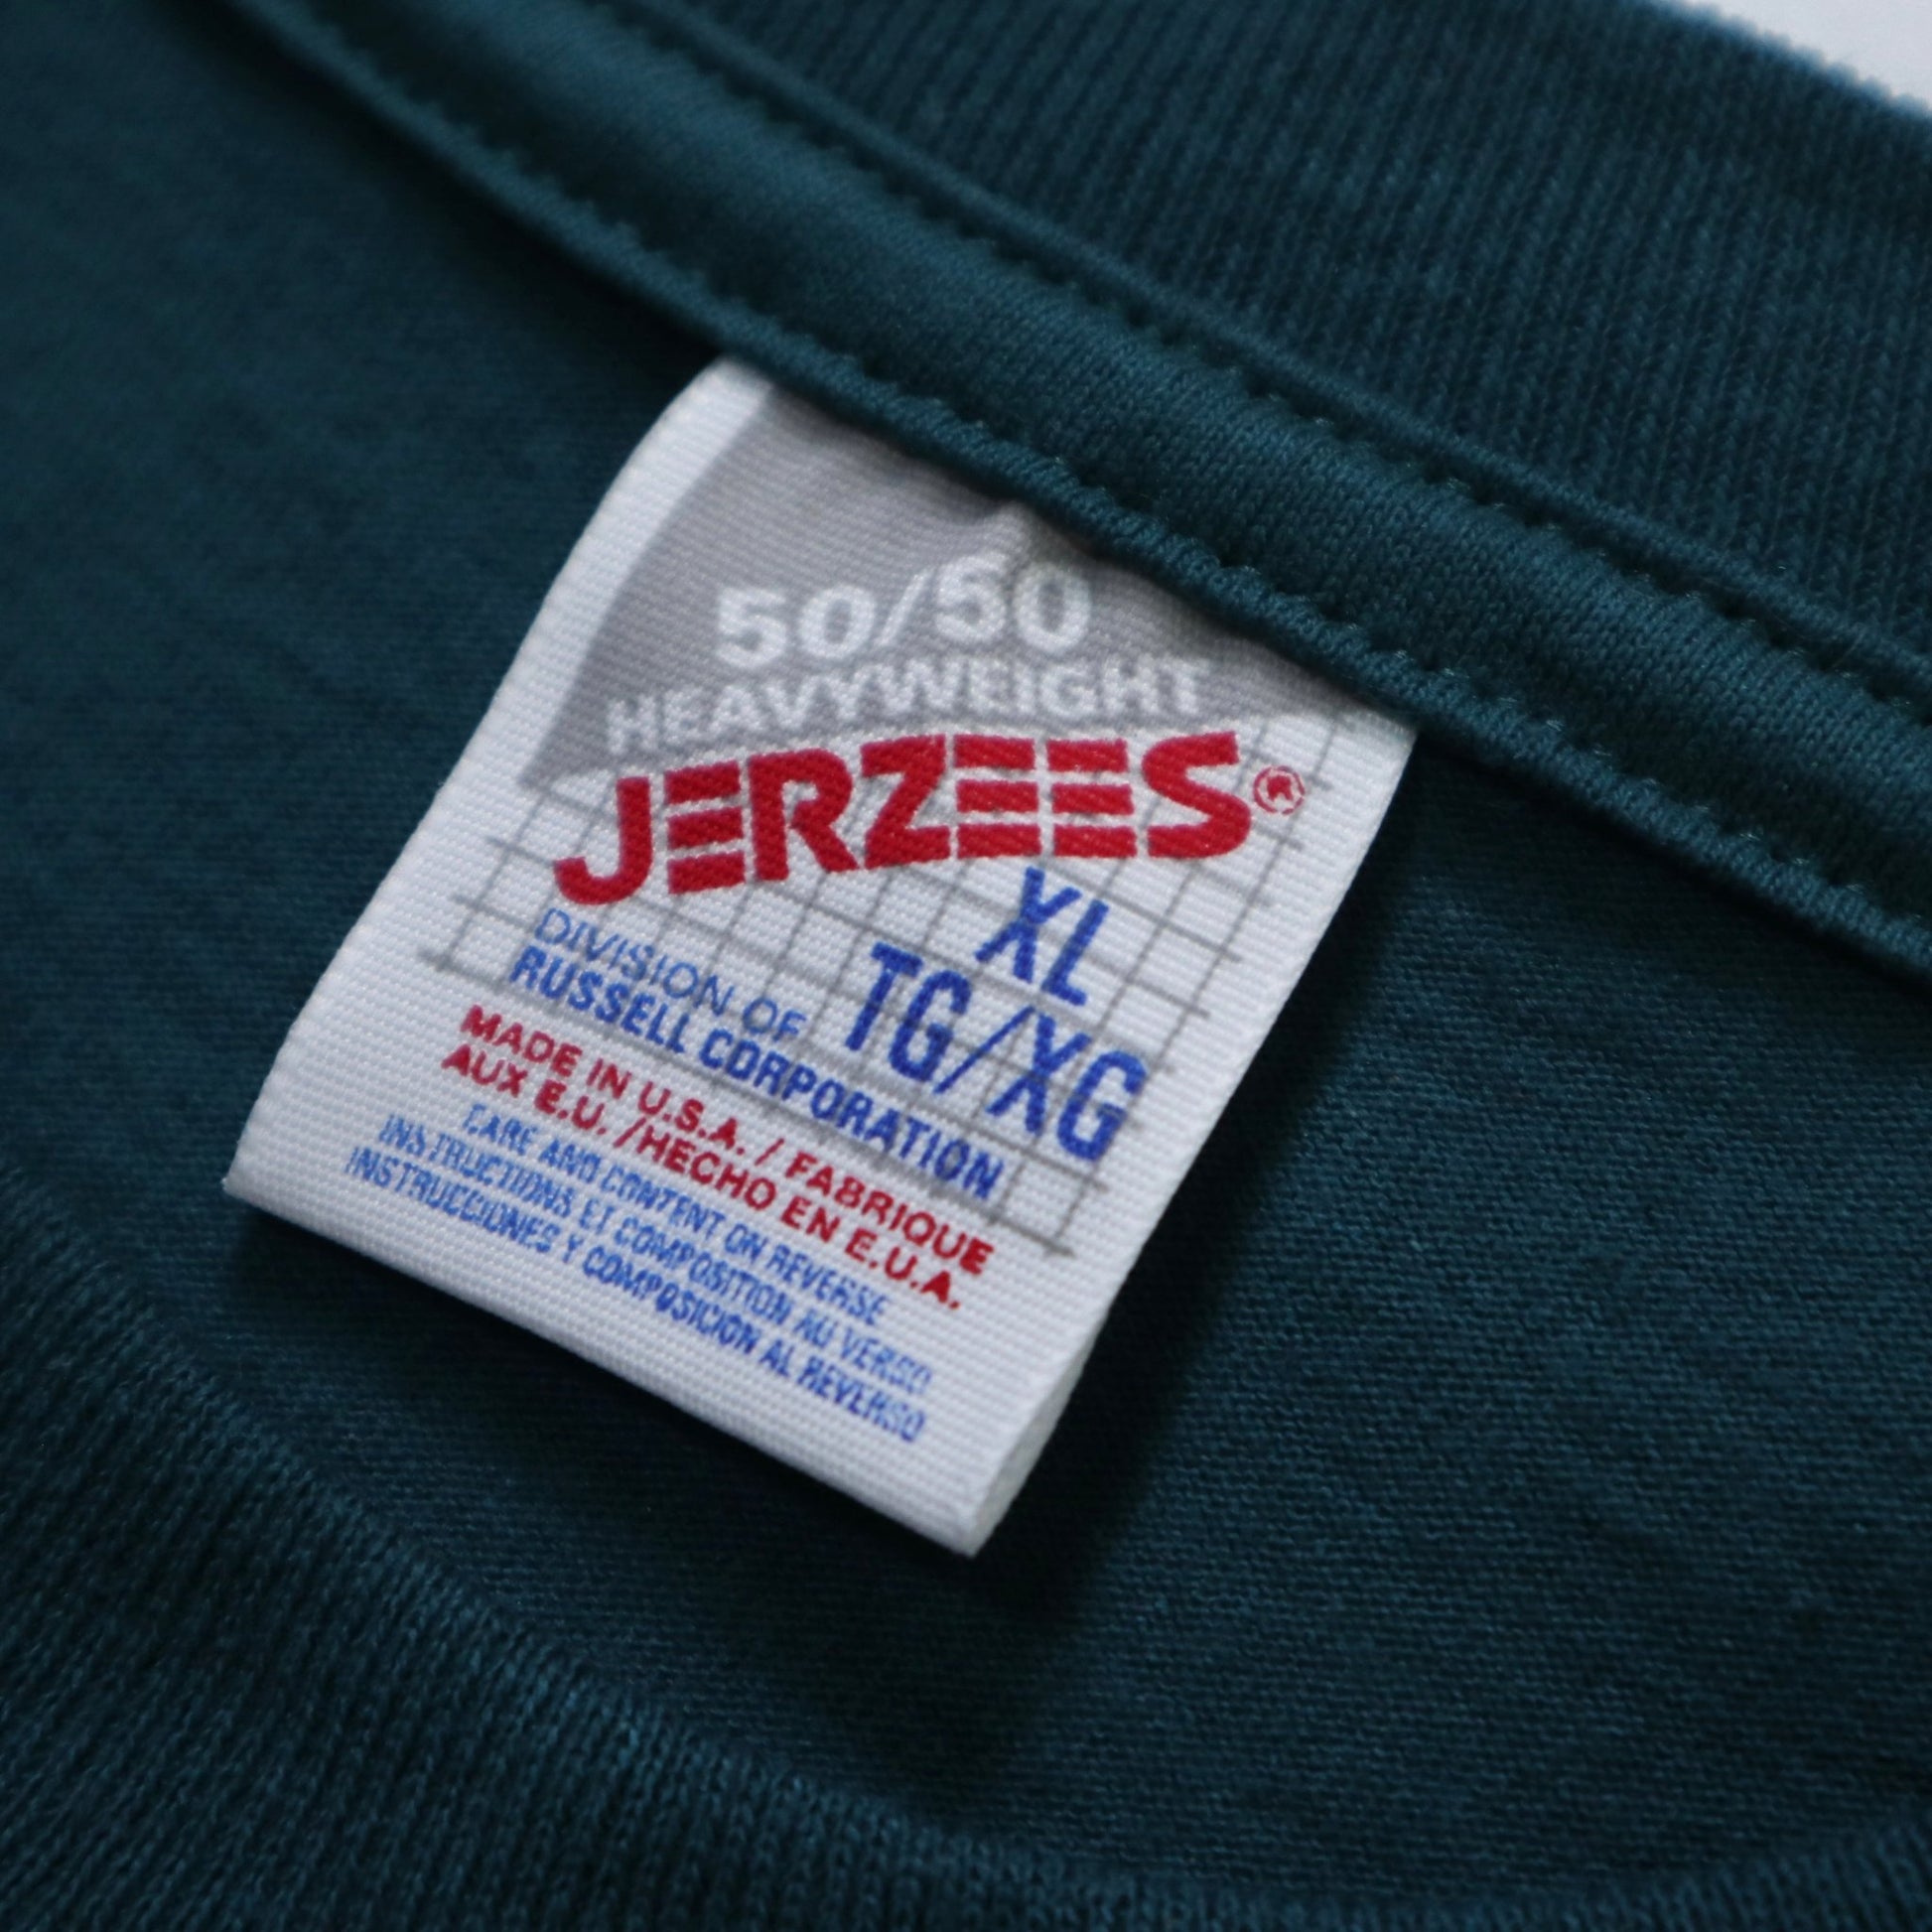 50/50
HEAVYWEIGHT
JERZEES®
XL
TG/XG
DIVISION OF
RUSSELL CORPORATION
MADE IN U.S.A. / FABRIQUE
AUX E.U. /HECHO EN E.U.A.
CARE AND CONTENT ON REVERSE
INSTRUCTIONS ET COMPOSITION AU VERSO
INSTRUCCIONES Y COMPOSICION AL REVERSO